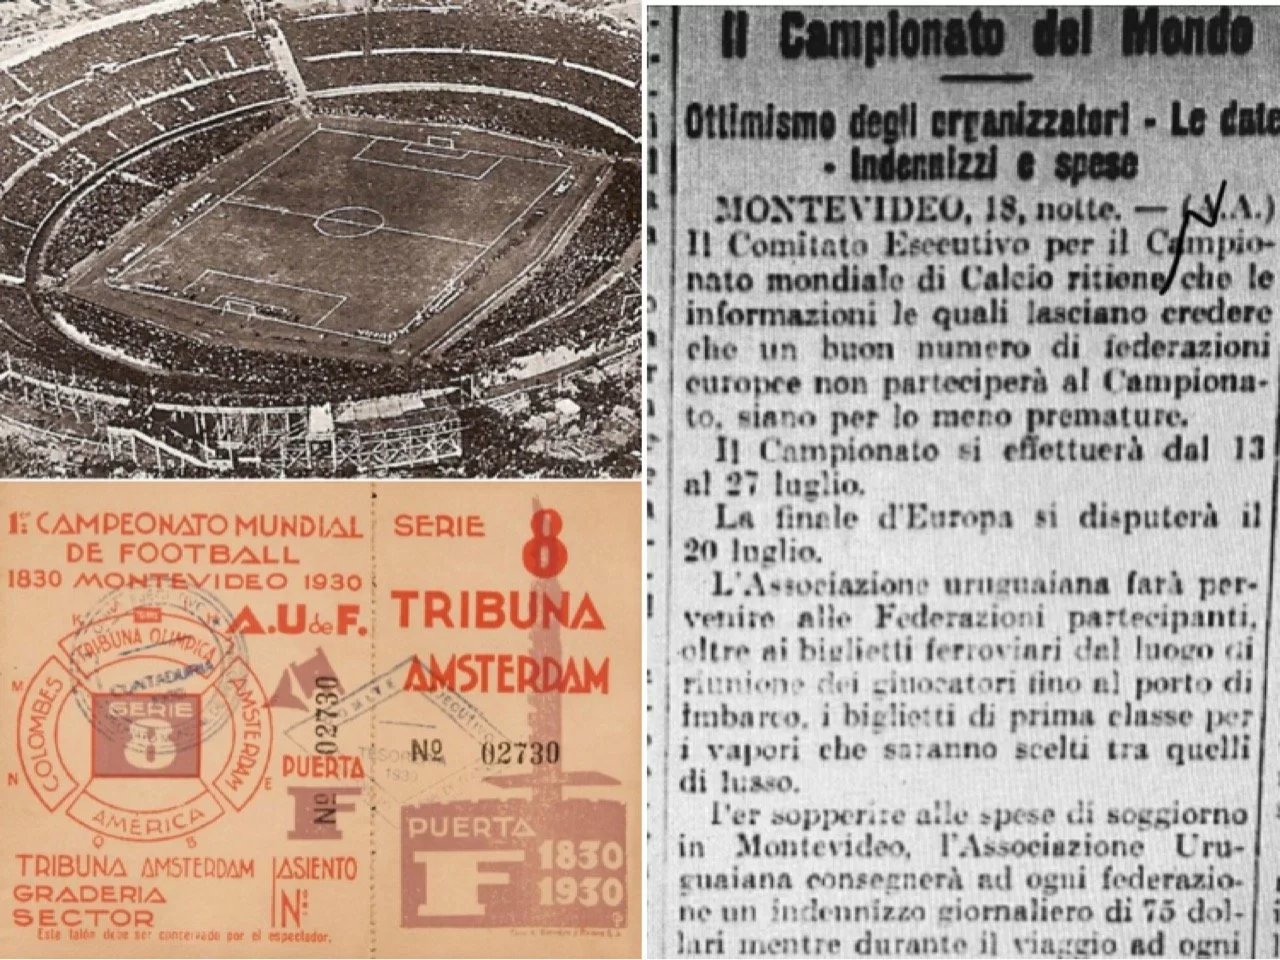 1er CAMPEONATO MUNDIAL
DE FOOTBALL
1830 MONTEVIDEO 1930
A.U de F.
TRIBUNA OLIMPICA
COLOMBES
AMSTERDAM
AMERICA
SERIE
8
M
N
E
O
S
PUERTA
F
Nº 02730
TRIBUNA AMSTERDAM
GRADERIA
SECTOR
ASIENTO
Nº
Este talón debe ser conservado por el espectador.
SERIE 8
TRIBUNA
AMSTERDAM
Nº 02730
PUERTA
F
1830
1930
Il Campionato del Mondo
Ottimismo degli organizzatori - Le date
- Indennizzi e spese
MONTEVIDEO, 18, notte. — (V.A.)
Il Comitato Esecutivo per il Campio-
nato mondiale di Calcio ritiene che le
informazioni le quali lasciano credere
che un buon numero di federazioni
europee non parteciperà al Campiona-
to, siano per lo meno premature.
Il Campionato si effettuerà dal 13
al 27 luglio.
La finale d'Europa si disputerà il
20 luglio.
L'Associazione uruguaiana farà per-
venire alle Federazioni partecipanti,
oltre ai biglietti ferroviari dal luogo di
riunione dei giuocatori fino al porto di
imbarco, i biglietti di prima classe per
i vapori che saranno scelti tra quelli
di lusso.
Per sopperire alle spese di soggiorno
in Montevideo, l'Associazione Uru-
guaiana consegnerà ad ogni federazio-
ne un indennizzo giornaliero di 75 dol-
lari mentre durante il viaggio ad ogni